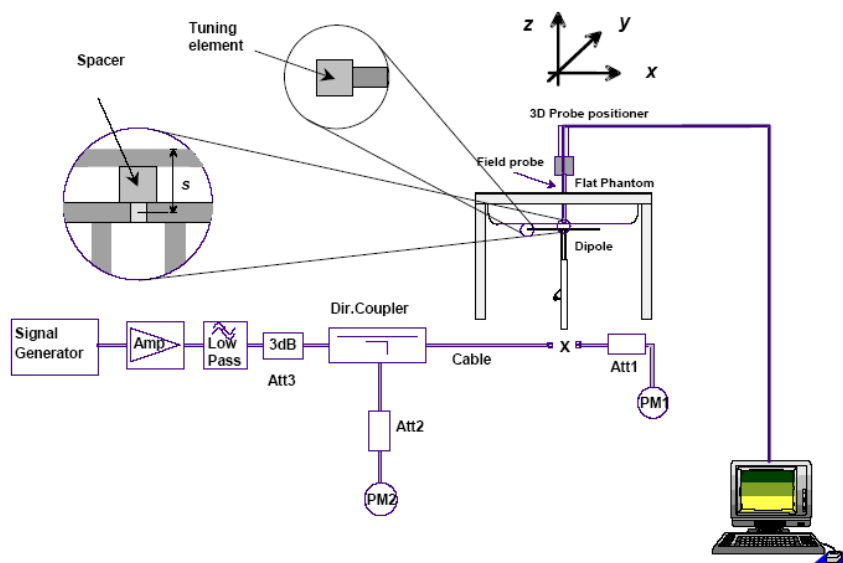 Tuning
element
z
y
x
Spacer
3D Probe positioner
s
Field probe
Flat Phantom
Dipole
Dir.Coupler
Signal
Generator
Amp
Low
Pass
3dB
Att3
Cable
X
Att1
PM1
Att2
PM2